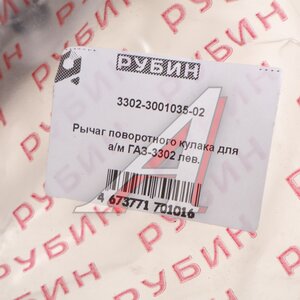 РУБИН
3302-3001035-02
Рычаг поворотного кулака для
а/м ГАЗ-3302 лев.
4 673771 701016